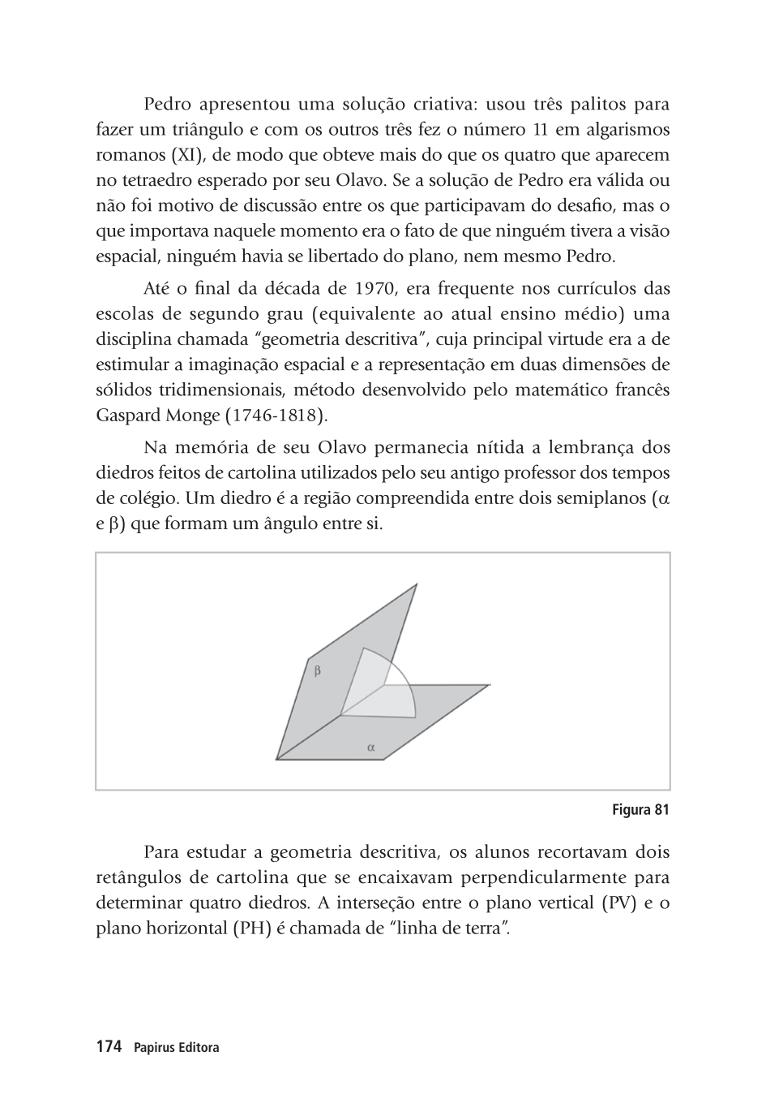 Pedro apresentou uma solução criativa: usou três palitos para
fazer um triângulo e com os outros três fez o número 11 em algarismos
romanos (XI), de modo que obteve mais do que os quatro que aparecem
no tetraedro esperado por seu Olavo. Se a solução de Pedro era válida ou
não foi motivo de discussão entre os que participavam do desafio, mas o
que importava naquele momento era o fato de que ninguém tivera a visão
espacial, ninguém havia se libertado do plano, nem mesmo Pedro.
Até o final da década de 1970, era frequente nos currículos das
escolas de segundo grau (equivalente ao atual ensino médio) uma
disciplina chamada “geometria descritiva”, cuja principal virtude era a de
estimular a imaginação espacial e a representação em duas dimensões de
sólidos tridimensionais, método desenvolvido pelo matemático francês
Gaspard Monge (1746-1818).
Na memória de seu Olavo permanecia nítida a lembrança dos
diedros feitos de cartolina utilizados pelo seu antigo professor dos tempos
de colégio. Um diedro é a região compreendida entre dois semiplanos (α
e β) que formam um ângulo entre si.
β
α
Figura 81
Para estudar a geometria descritiva, os alunos recortavam dois
retângulos de cartolina que se encaixavam perpendicularmente para
determinar quatro diedros. A interseção entre o plano vertical (PV) e o
plano horizontal (PH) é chamada de “linha de terra”.
174 Papirus Editora